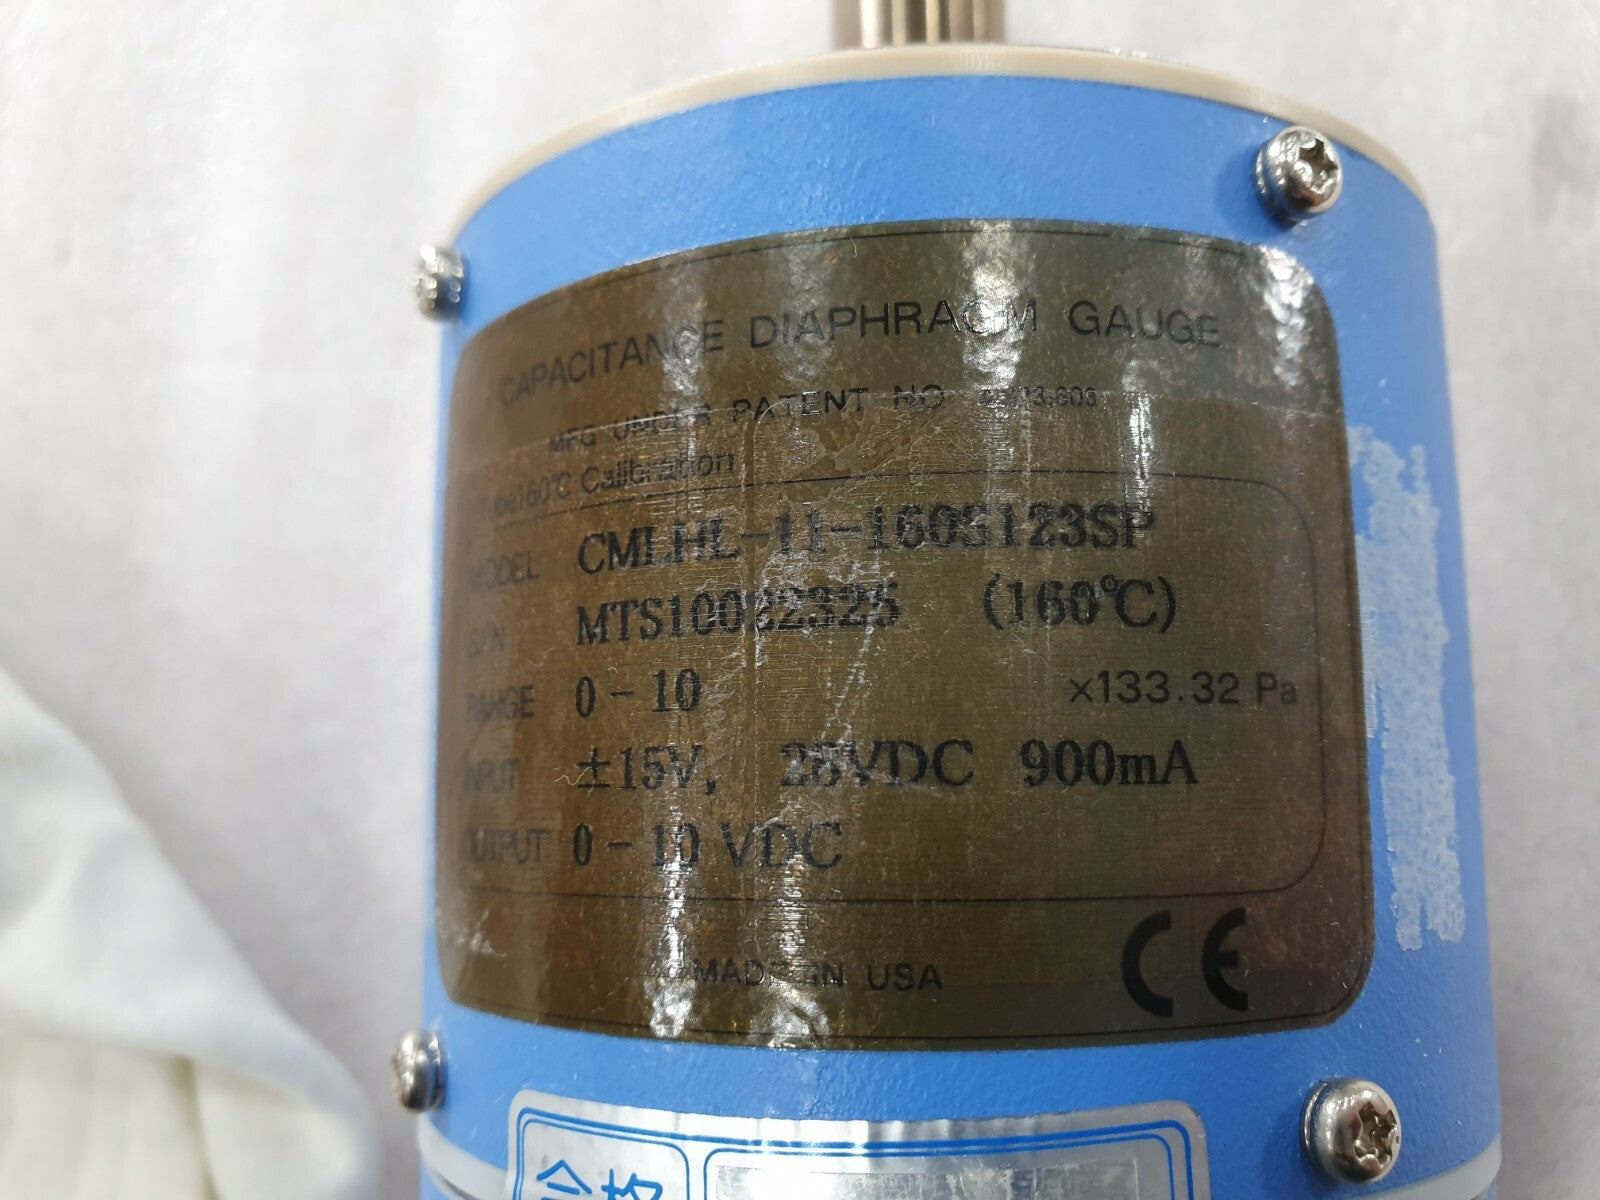 CAPACITANCE DIAPHRAGM GAUGE
MFG UNDER PATENT NO
160℃ Calibration
MODEL CMLHL-11-160S123SP
S/N MTS10022325 (160℃)
RANGE 0-10 ×133.32 Pa
INPUT ±15V, 28VDC 900mA
OUTPUT 0-10 VDC
MADE IN USA
CE